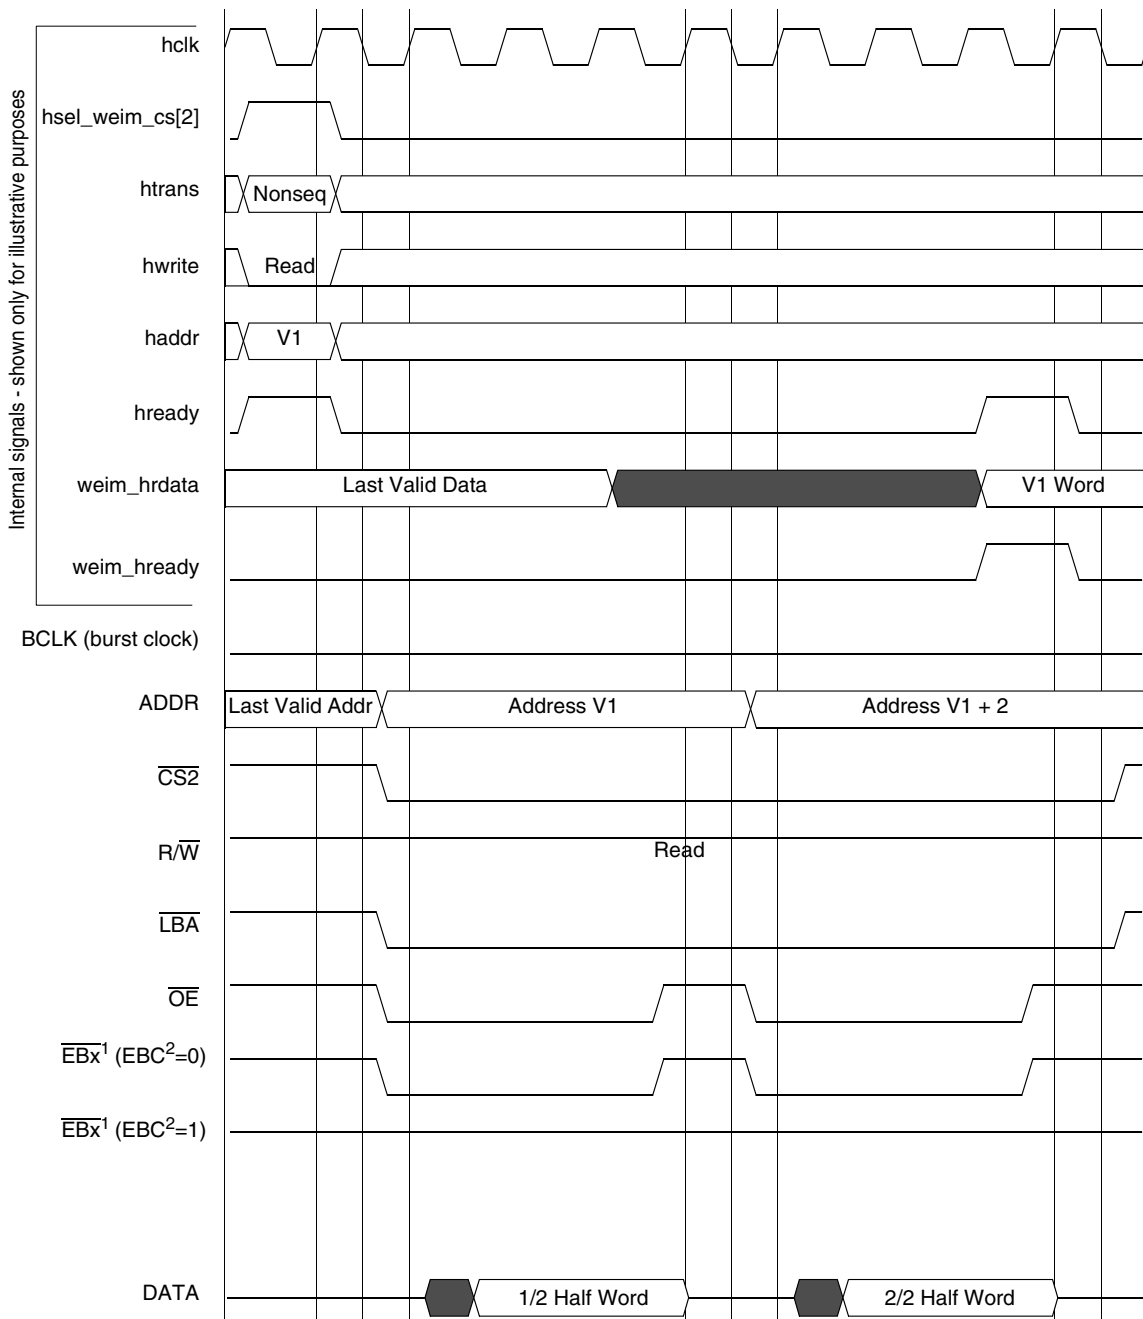 Internal signals - shown only for illustrative purposes
hclk
hsel_weim_cs[2]
htrans
Nonseq
hwrite
Read
haddr
V1
hready
weim_hrdata
Last Valid Data
V1 Word
weim_hready
BCLK (burst clock)
ADDR
Last Valid Addr
Address V1
Address V1 + 2
CS2
R/W
Read
LBA
OE
EBx1 (EBC2=0)
EBx1 (EBC2=1)
DATA
1/2 Half Word
2/2 Half Word